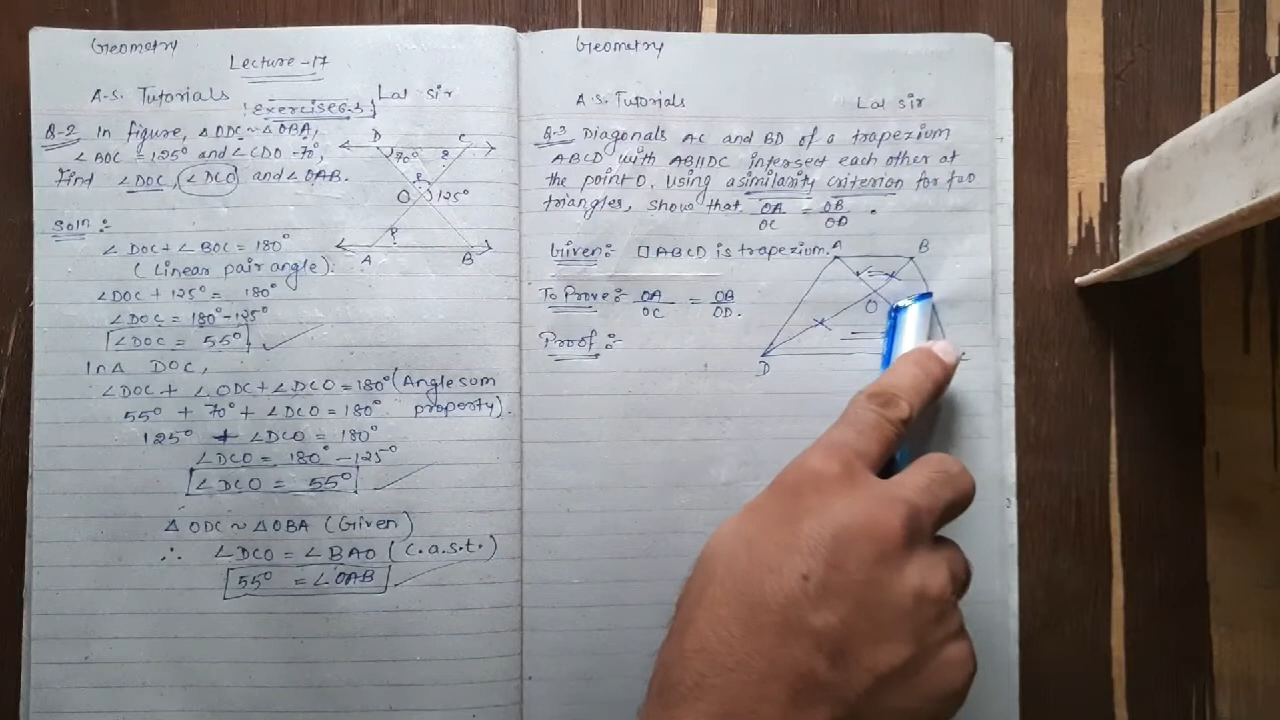 Geometry
Lecture-17
A.S. Tutorials
Lal sir
Exercise 6.3
Q-2 In figure, △ODC~△OBA,
∠BOC = 125° and ∠CDO = 70°,
Find ∠DOC, ∠DCO and ∠OAB.
D C
70° ?
?
O 125°
?
A B
Soln :-
∠DOC + ∠BOC = 180°
(Linear pair angle).
∠DOC + 125° = 180°
∠DOC = 180° - 125°
∠DOC = 55°
In △ DOC,
∠DOC + ∠ODC + ∠DCO = 180° (Angle sum
55° + 70° + ∠DCO = 180° property).
125° + ∠DCO = 180°
∠DCO = 180° - 125°
∠DCO = 55°
△ ODC ~ △OBA (Given)
∴ ∠DCO = ∠BAO (C.a.s.t.)
55° = ∠OAB
Geometry
A.S. Tutorials
Lal sir
Q-3 Diagonals AC and BD of a trapezium
ABCD with AB||DC intersect each other at
the point O. Using a similarity criterion for two
triangles, show that OA/OC = OB/OD.
Given:- □ABCD is trapezium.
A B
To Prove:- OA/OC = OB/OD.
O
Proof :-
D